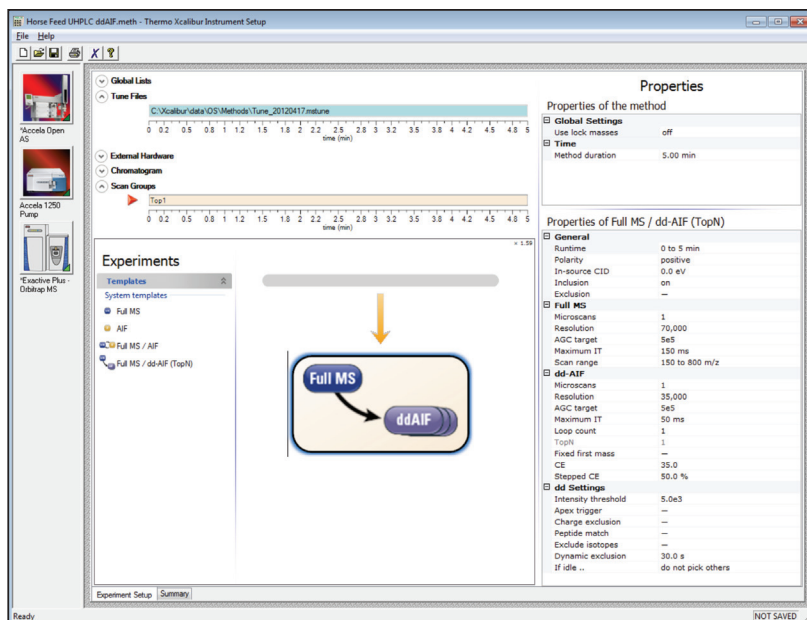 Horse Feed UHPLC ddAIF.meth - Thermo Xcalibur Instrument Setup
File Help
*Accela Open AS
Accela 1250 Pump
*Exactive Plus - Orbitrap MS
Global Lists
Tune Files
C:\Xcalibur\data\OS\Methods\Tune_20120417.mstune
0 0.2 0.5 0.8 1 1.2 1.5 1.8 2 2.2 2.5 2.8 3 3.2 3.5 3.8 4 4.2 4.5 4.8 5
time (min)
External Hardware
Chromatogram
Scan Groups
Top1
0 0.2 0.5 0.8 1 1.2 1.5 1.8 2 2.2 2.5 2.8 3 3.2 3.5 3.8 4 4.2 4.5 4.8 5
time (min)
Experiments
Templates
System templates
Full MS
AIF
Full MS / AIF
Full MS / dd-AIF (TopN)
× 1.59
Full MS
ddAIF
Experiment Setup Summary
Properties
Properties of the method
Global Settings
Use lock masses off
Time
Method duration 5.00 min
Properties of Full MS / dd-AIF (TopN)
General
Runtime 0 to 5 min
Polarity positive
In-source CID 0.0 eV
Inclusion on
Exclusion —
Full MS
Microscans 1
Resolution 70,000
AGC target 5e5
Maximum IT 150 ms
Scan range 150 to 800 m/z
dd-AIF
Microscans 1
Resolution 35,000
AGC target 5e5
Maximum IT 50 ms
Loop count 1
TopN 1
Fixed first mass —
CE 35.0
Stepped CE 50.0 %
dd Settings
Intensity threshold 5.0e3
Apex trigger —
Charge exclusion —
Peptide match —
Exclude isotopes —
Dynamic exclusion 30.0 s
If idle .. do not pick others
Ready
NOT SAVED